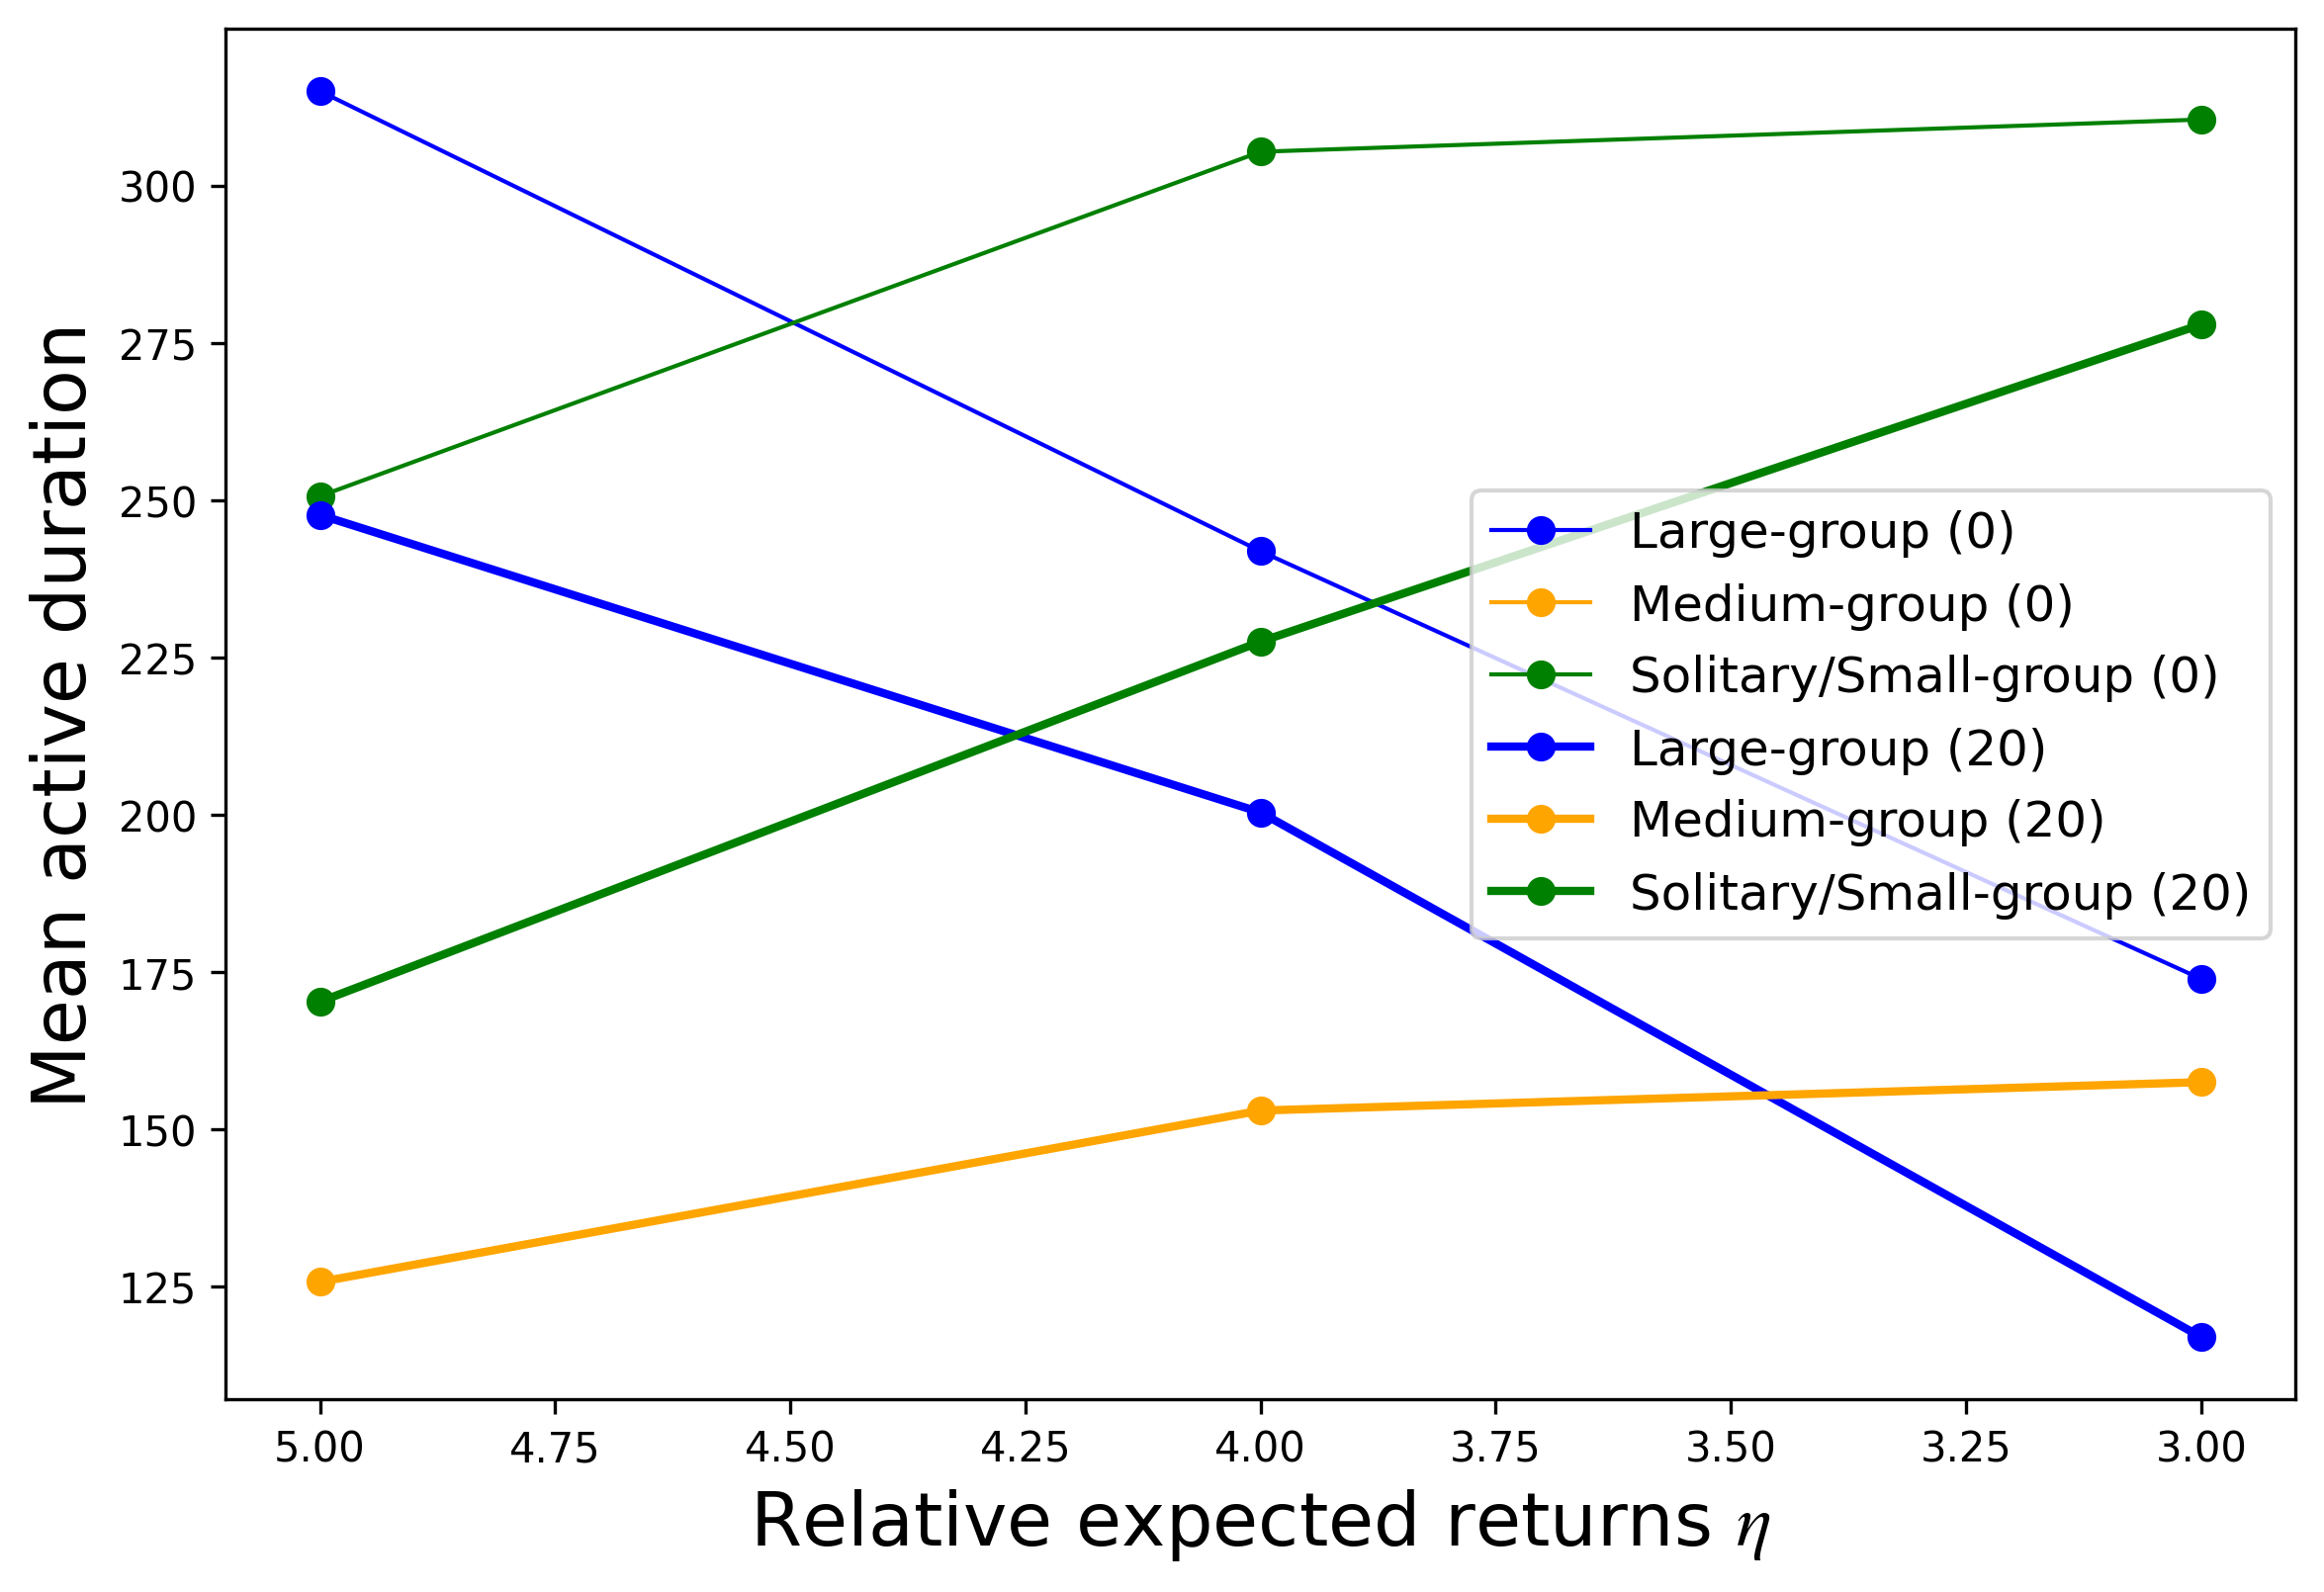 Mean active duration
300
275
250
225
200
175
150
125
Large-group (0)
Medium-group (0)
Solitary/Small-group (0)
Large-group (20)
Medium-group (20)
Solitary/Small-group (20)
5.00 4.75 4.50 4.25 4.00 3.75 3.50 3.25 3.00
Relative expected returns η